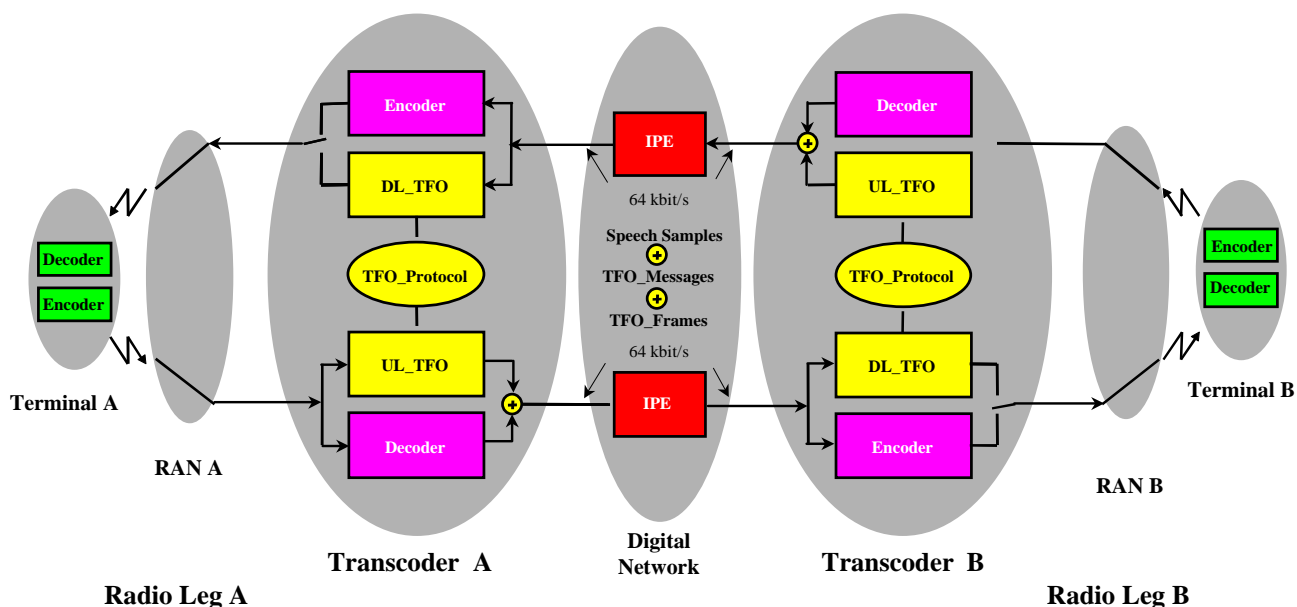 Encoder
Decoder
IPE
DL_TFO
UL_TFO
64 kbit/s
Speech Samples
+
TFO_Messages
+
TFO_Frames
64 kbit/s
+
Decoder
Encoder
TFO_Protocol
TFO_Protocol
Encoder
Decoder
UL_TFO
DL_TFO
Terminal A
Terminal B
+
IPE
Decoder
Encoder
RAN A
RAN B
Digital
Network
Transcoder A
Transcoder B
Radio Leg A
Radio Leg B